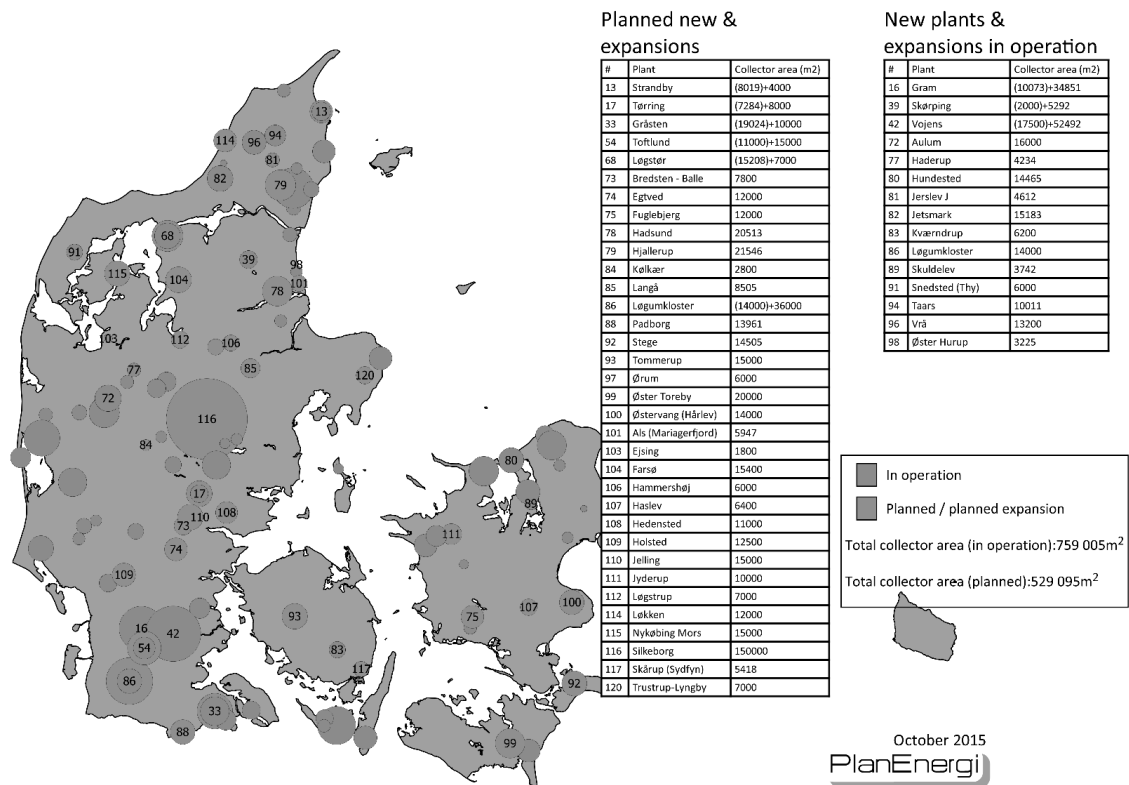 Planned new &
expansions
# Plant Collector area (m2)
13 Strandby (8019)+4000
17 Tørring (7284)+8000
33 Gråsten (19024)+10000
54 Toftlund (11000)+15000
68 Løgstør (15208)+7000
73 Bredsten - Balle 7800
74 Egtved 12000
75 Fuglebjerg 12000
78 Hadsund 20513
79 Hjallerup 21546
84 Kølkær 2800
85 Langå 8505
86 Løgumkloster (14000)+36000
88 Padborg 13961
92 Stege 14505
93 Tommerup 15000
97 Ørum 6000
99 Øster Toreby 20000
100 Østervang (Hårlev) 14000
101 Als (Mariagerfjord) 5947
103 Ejsing 1800
104 Farsø 15400
106 Hammershøj 6000
107 Haslev 6400
108 Hedensted 11000
109 Holsted 12500
110 Jelling 15000
111 Jyderup 10000
112 Løgstrup 7000
114 Løkken 12000
115 Nykøbing Mors 15000
116 Silkeborg 150000
117 Skårup (Sydfyn) 5418
120 Trustrup-Lyngby 7000
New plants &
expansions in operation
# Plant Collector area (m2)
16 Gram (10073)+34851
39 Skørping (2000)+5292
42 Vojens (17500)+52492
72 Aulum 16000
77 Haderup 4234
80 Hundested 14465
81 Jerslev J 4612
82 Jetsmark 15183
83 Kværndrup 6200
86 Løgumkloster 14000
89 Skuldelev 3742
91 Snedsted (Thy) 6000
94 Taars 10011
96 Vrå 13200
98 Øster Hurup 3225
13
114
96
94
81
82
79
68
91
39
98
115
104
101
78
103
112
106
77
85
120
72
116
84
80
17
89
110
108
73
111
74
109
100
107
93
75
16
42
54
83
117
86
92
33
88
99
In operation
Planned / planned expansion
Total collector area (in operation):759 005m2
Total collector area (planned):529 095m2
October 2015
PlanEnergi